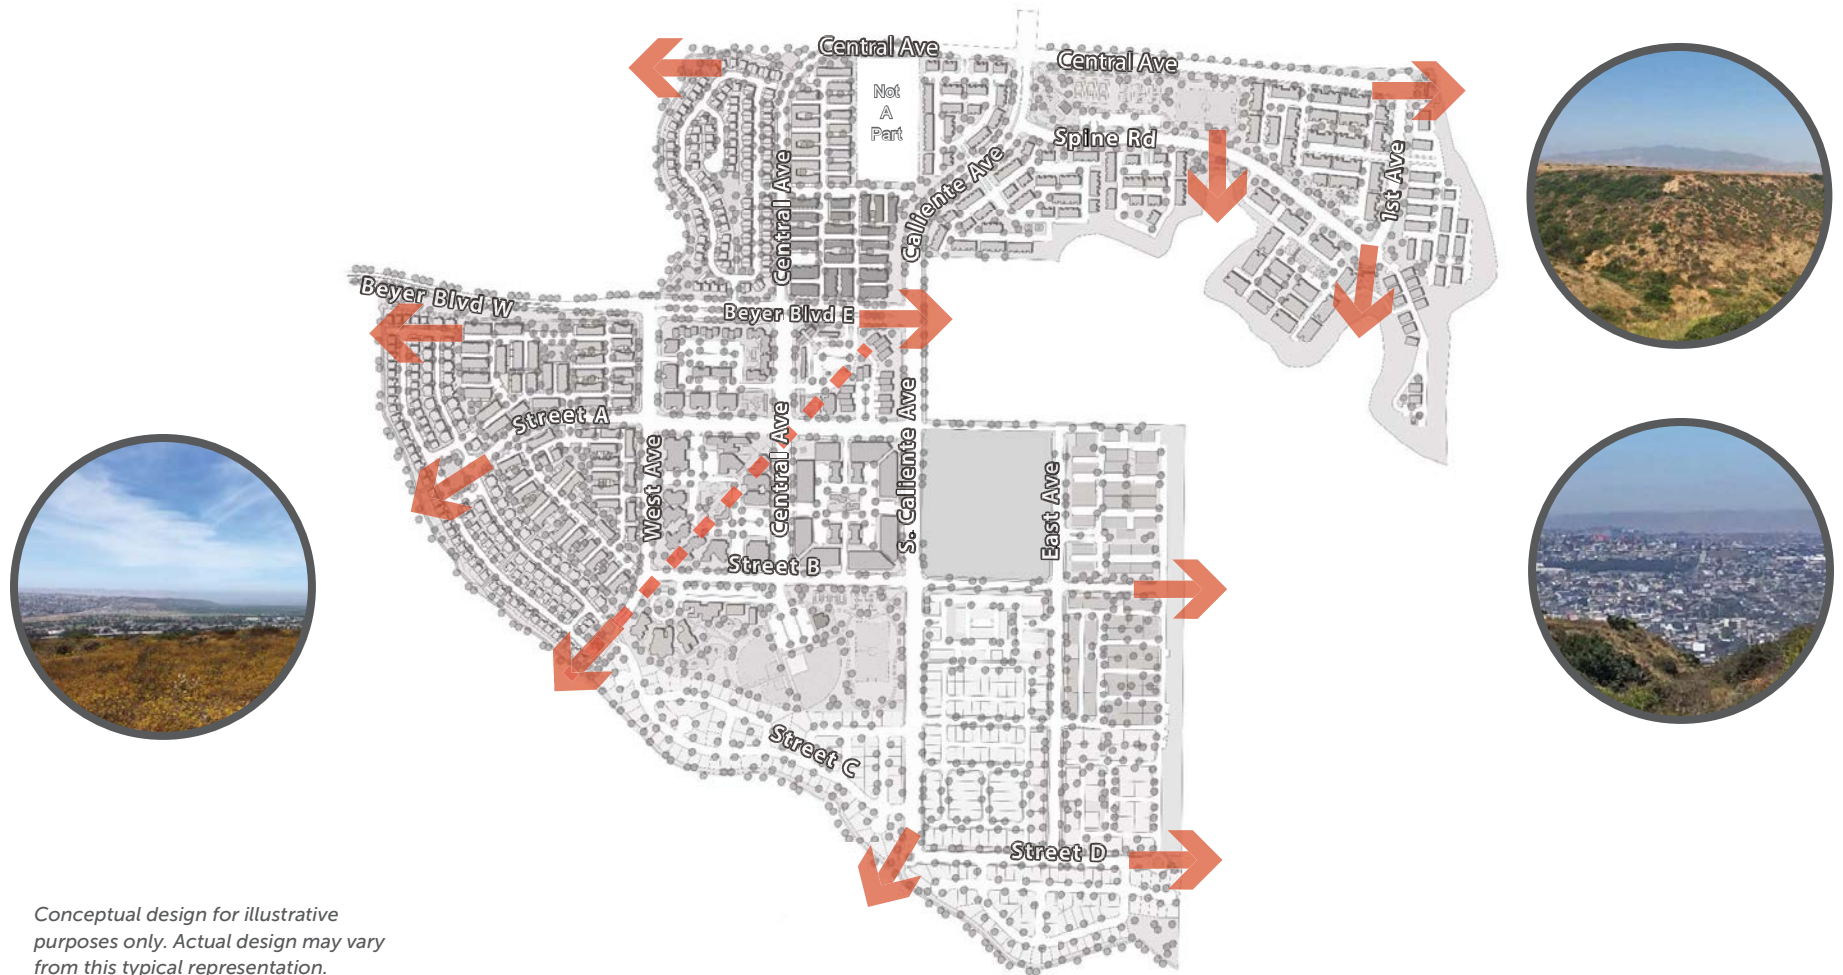 Central Ave
Central Ave
Not
A
Part
Spine Rd
Central Ave
Caliente Ave
1st Ave
Beyer Blvd W
Beyer Blvd E
Street A
West Ave
Central Ave
S. Caliente Ave
East Ave
Street B
Street C
Street D
Conceptual design for illustrative
purposes only. Actual design may vary
from this typical representation.